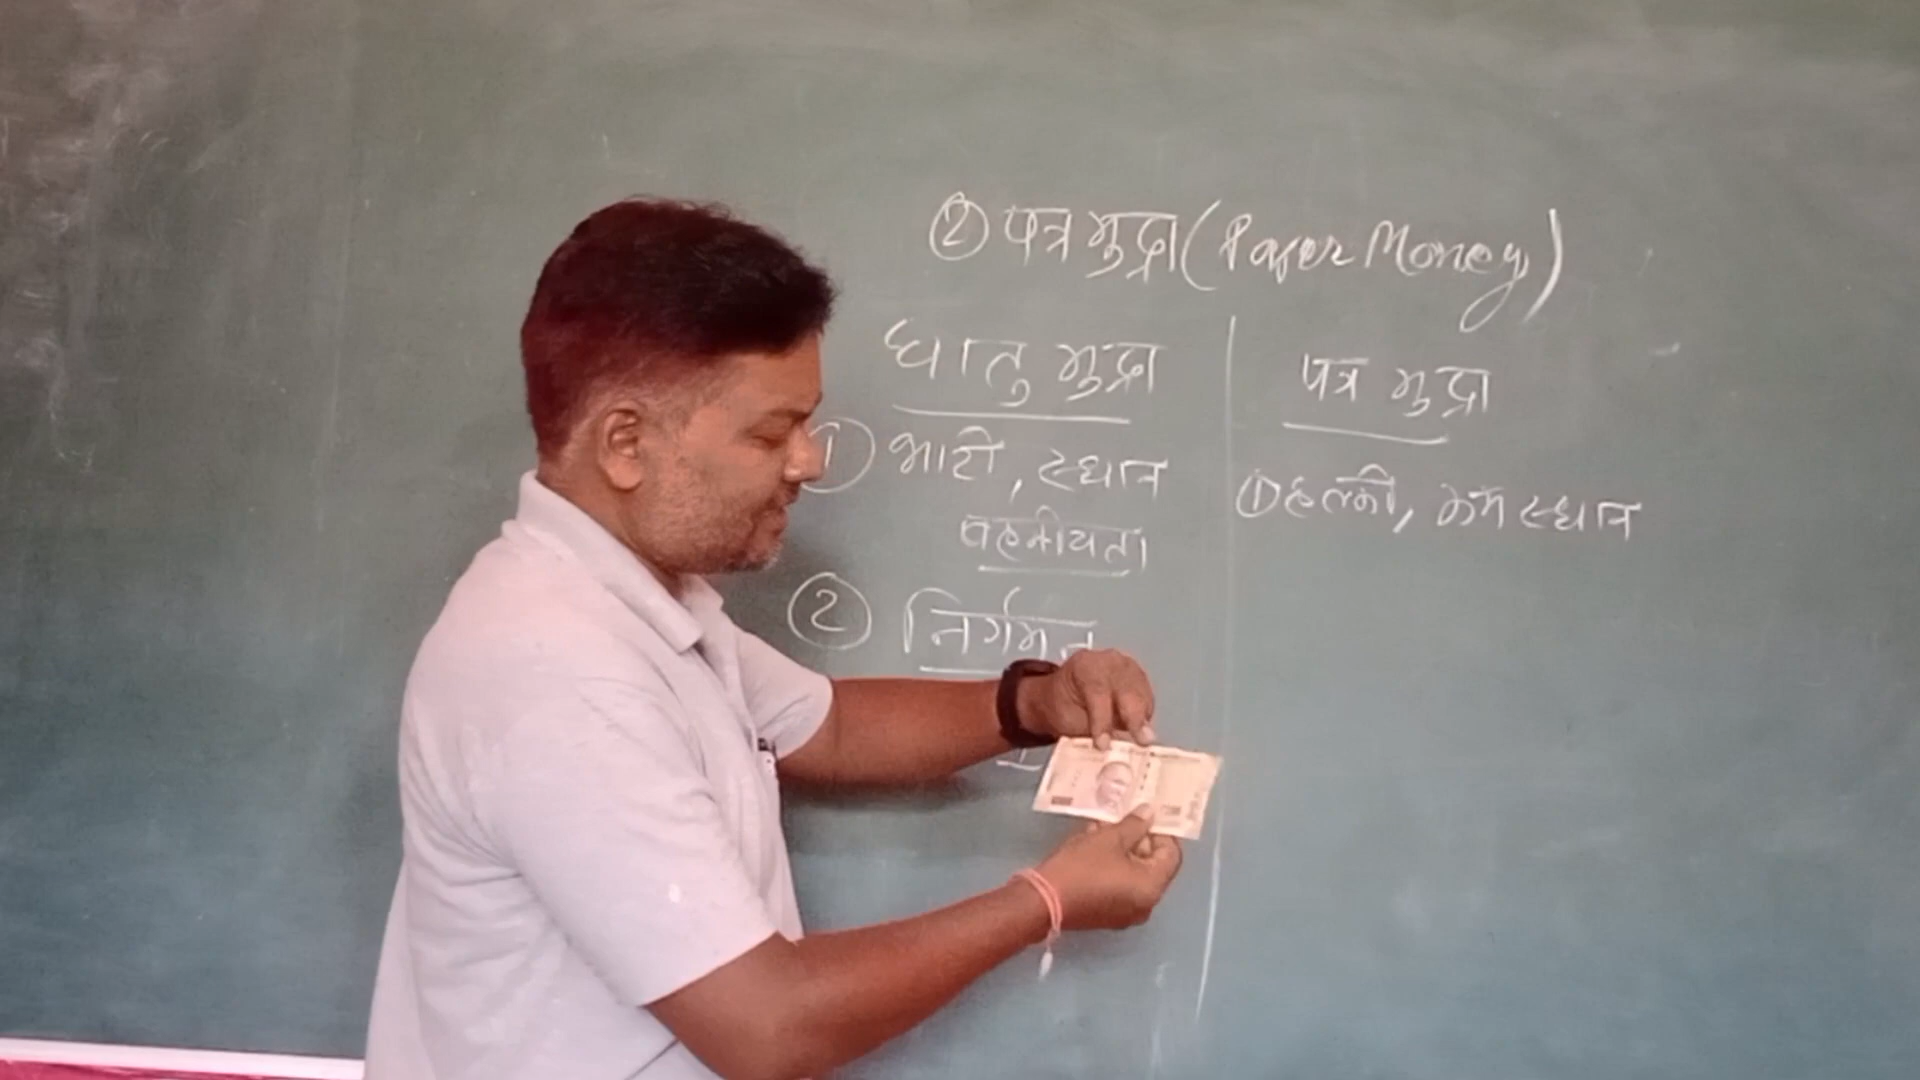 ② पत्र मुद्रा (Paper Money)
धातु मुद्रा
① भारी, स्थान
वहनीयता
② निर्गमन
पत्र मुद्रा
① हल्की, कम स्थान